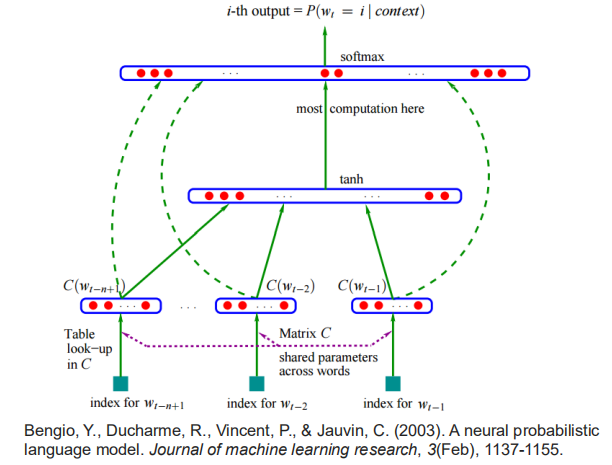 i-th output = P(w_t = i | context)
softmax
. . .
. . .
most computation here
tanh
. . .
. . .
C(w_{t−n+1}) C(w_{t−2}) C(w_{t−1})
. . . . . . . . . . . .
Table look−up in C
Matrix C
shared parameters
across words
index for w_{t−n+1} index for w_{t−2} index for w_{t−1}
Bengio, Y., Ducharme, R., Vincent, P., & Jauvin, C. (2003). A neural probabilistic
language model. Journal of machine learning research, 3(Feb), 1137-1155.